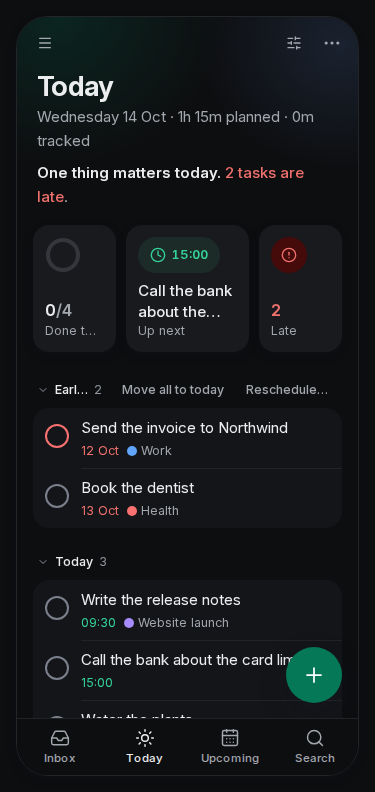 Today
Wednesday 14 Oct · 1h 15m planned · 0m
tracked
One thing matters today. 2 tasks are
late.
0/4
Done t…
15:00
Call the bank
about the…
Up next
2
Late
Earl… 2 Move all to today Reschedule…
Send the invoice to Northwind
12 Oct Work
Book the dentist
13 Oct Health
Today 3
Write the release notes
09:30 Website launch
Call the bank about the card lim
15:00
Water the plants
Inbox Today Upcoming Search